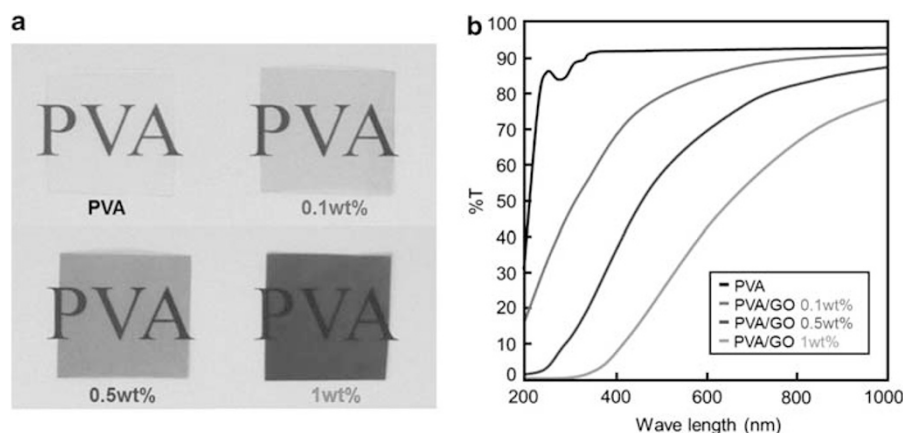 a
PVA PVA
PVA 0.1wt%
PVA PVA
0.5wt% 1wt%
b
100
90
80
70
60
50
40
30
20
10
0
%T
PVA
PVA/GO 0.1wt%
PVA/GO 0.5wt%
PVA/GO 1wt%
200 400 600 800 1000
Wave length (nm)